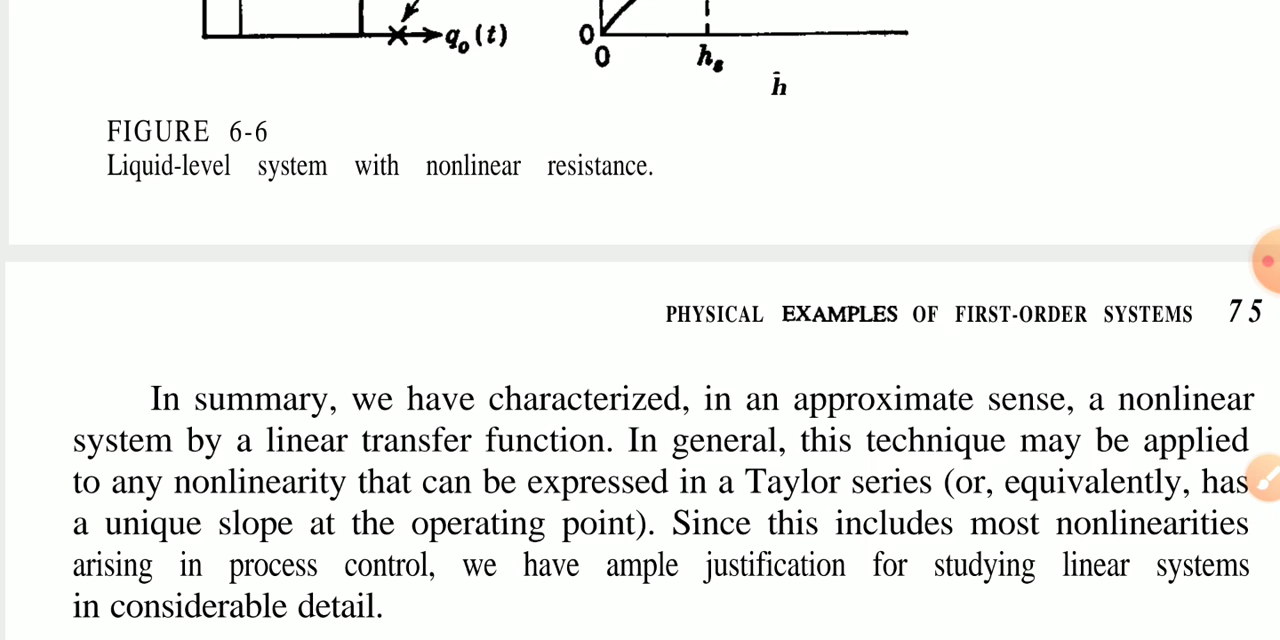 qo(t)
0
0
hs
h̄
FIGURE 6-6
Liquid-level system with nonlinear resistance.
PHYSICAL EXAMPLES OF FIRST-ORDER SYSTEMS 75
In summary, we have characterized, in an approximate sense, a nonlinear
system by a linear transfer function. In general, this technique may be applied
to any nonlinearity that can be expressed in a Taylor series (or, equivalently, has
a unique slope at the operating point). Since this includes most nonlinearities
arising in process control, we have ample justification for studying linear systems
in considerable detail.